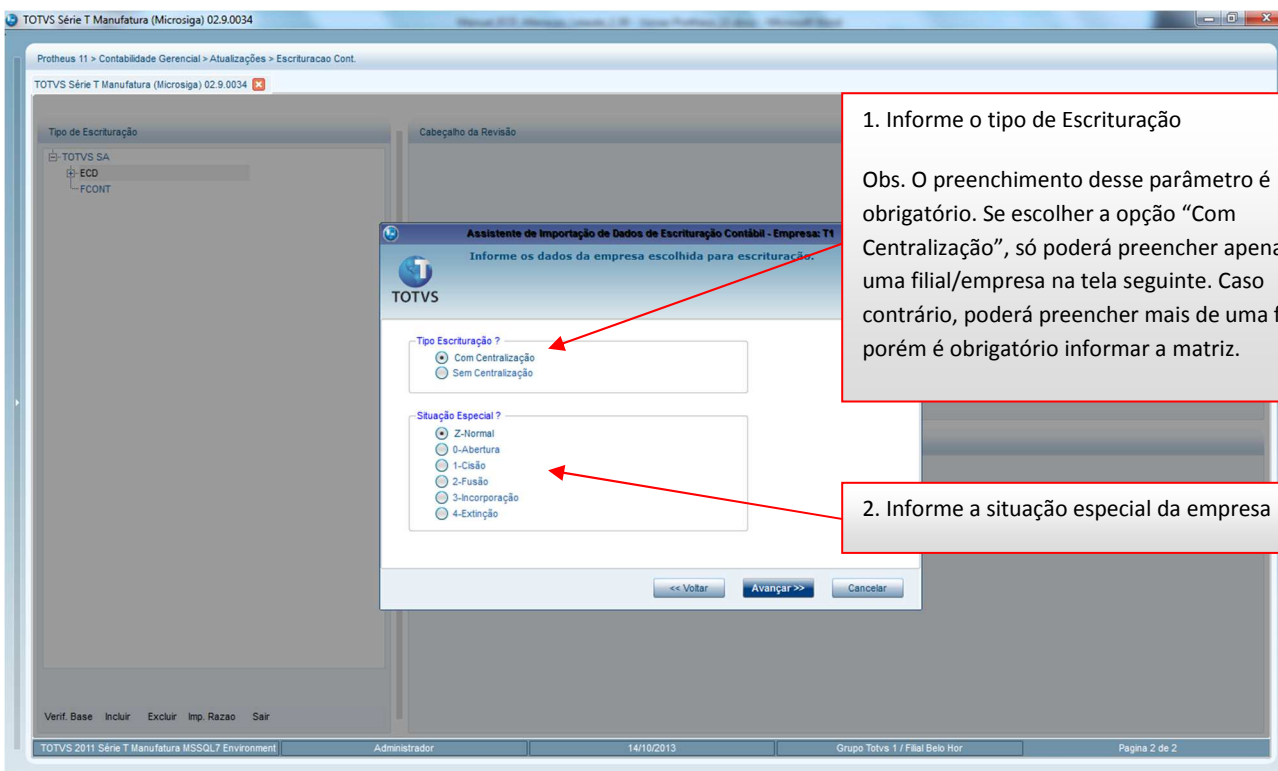 TOTVS Série T Manufatura (Microsiga) 02.9.0034
Protheus 11 > Contabilidade Gerencial > Atualizações > Escrituracao Cont.
TOTVS Série T Manufatura (Microsiga) 02.9.0034
Tipo de Escrituração
Cabeçalho da Revisão
TOTVS SA
ECD
FCONT
1. Informe o tipo de Escrituração
Obs. O preenchimento desse parâmetro é
obrigatório. Se escolher a opção “Com
Centralização”, só poderá preencher apena
uma filial/empresa na tela seguinte. Caso
contrário, poderá preencher mais de uma f
porém é obrigatório informar a matriz.
Assistente de Importação de Dados de Escrituração Contábil - Empresa: T1
Informe os dados da empresa escolhida para escrituração.
TOTVS
Tipo Escrituração ?
Com Centralização
Sem Centralização
Situação Especial ?
Z-Normal
0-Abertura
1-Cisão
2-Fusão
3-Incorporação
4-Extinção
2. Informe a situação especial da empresa
<< Voltar
Avançar >>
Cancelar
Verif. Base Incluir Excluir Imp. Razao Sair
TOTVS 2011 Série T Manufatura MSSQL7 Environment Administrador 14/10/2013 Grupo Totvs 1 / Filial Belo Hor Pagina 2 de 2